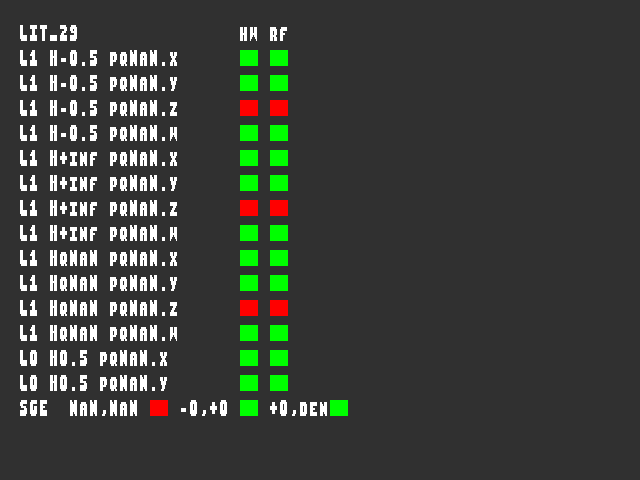 LIT_29 HW RF
L1 H-0.5 PQNAN.X
L1 H-0.5 PQNAN.Y
L1 H-0.5 PQNAN.Z
L1 H-0.5 PQNAN.W
L1 H+INF PQNAN.X
L1 H+INF PQNAN.Y
L1 H+INF PQNAN.Z
L1 H+INF PQNAN.W
L1 HQNAN PQNAN.X
L1 HQNAN PQNAN.Y
L1 HQNAN PQNAN.Z
L1 HQNAN PQNAN.W
L0 H0.5 PQNAN.X
L0 H0.5 PQNAN.Y
SGE NAN,NAN -0,+0 +0,DEN